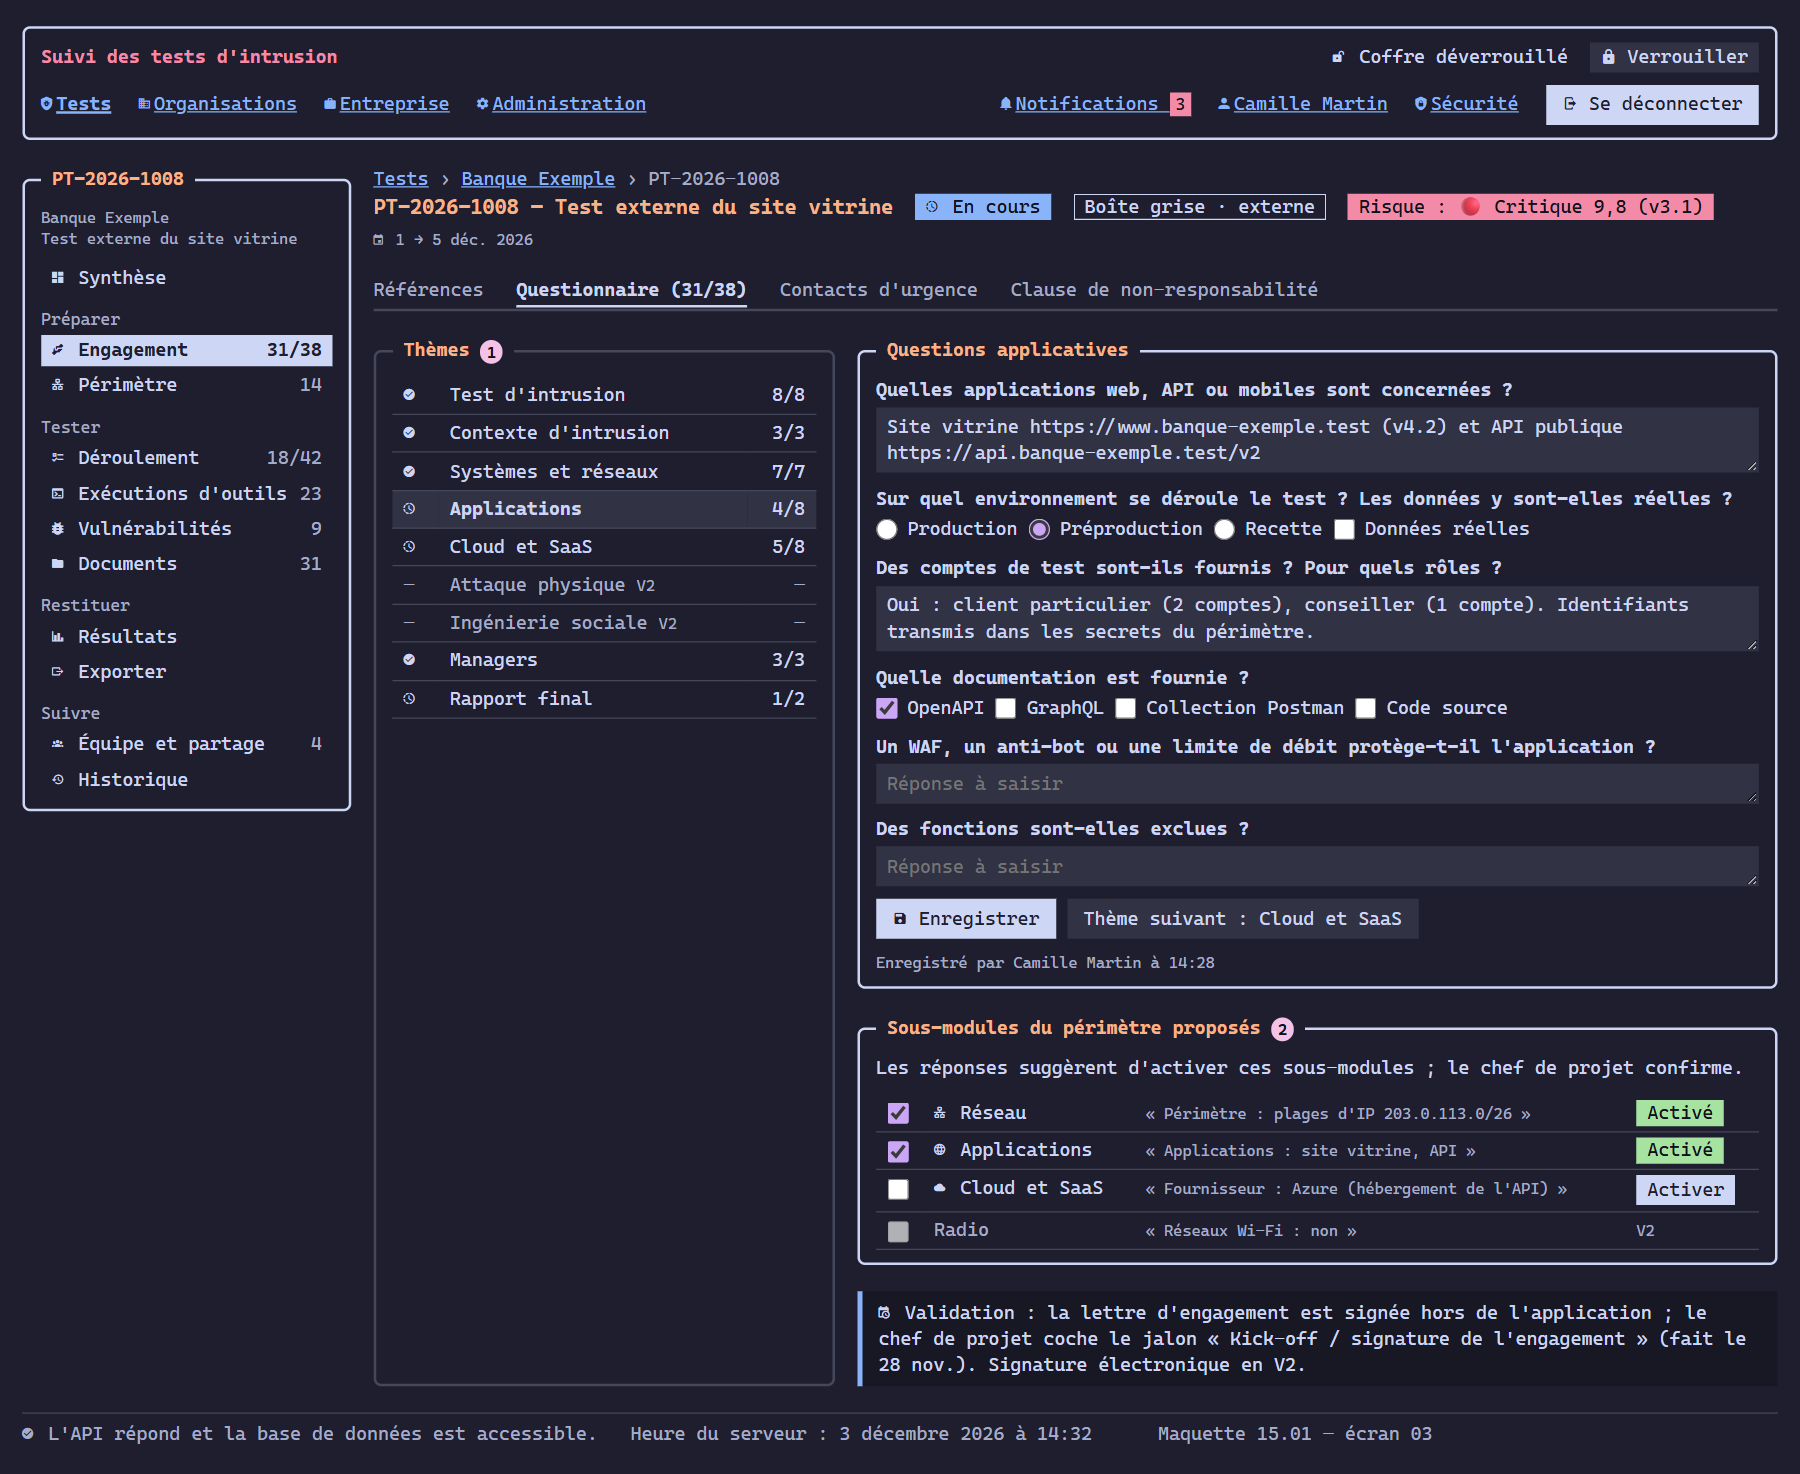 Suivi des tests d'intrusion
Coffre déverrouillé
Verrouiller
Tests
Organisations
Entreprise
Administration
Notifications 3
Camille Martin
Sécurité
Se déconnecter
PT-2026-1008
Banque Exemple
Test externe du site vitrine
Synthèse
Préparer
Engagement 31/38
Périmètre 14
Tester
Déroulement 18/42
Exécutions d'outils 23
Vulnérabilités 9
Documents 31
Restituer
Résultats
Exporter
Suivre
Équipe et partage 4
Historique
Tests › Banque Exemple › PT-2026-1008
PT-2026-1008 — Test externe du site vitrine
En cours
Boîte grise · externe
Risque : Critique 9,8 (v3.1)
1 → 5 déc. 2026
Références
Questionnaire (31/38)
Contacts d'urgence
Clause de non-responsabilité
Thèmes 1
Test d'intrusion 8/8
Contexte d'intrusion 3/3
Systèmes et réseaux 7/7
Applications 4/8
Cloud et SaaS 5/8
— Attaque physique V2 —
— Ingénierie sociale V2 —
Managers 3/3
Rapport final 1/2
Questions applicatives
Quelles applications web, API ou mobiles sont concernées ?
Site vitrine https://www.banque-exemple.test (v4.2) et API publique
https://api.banque-exemple.test/v2
Sur quel environnement se déroule le test ? Les données y sont-elles réelles ?
Production Préproduction Recette Données réelles
Des comptes de test sont-ils fournis ? Pour quels rôles ?
Oui : client particulier (2 comptes), conseiller (1 compte). Identifiants
transmis dans les secrets du périmètre.
Quelle documentation est fournie ?
OpenAPI GraphQL Collection Postman Code source
Un WAF, un anti-bot ou une limite de débit protège-t-il l'application ?
Réponse à saisir
Des fonctions sont-elles exclues ?
Réponse à saisir
Enregistrer
Thème suivant : Cloud et SaaS
Enregistré par Camille Martin à 14:28
Sous-modules du périmètre proposés 2
Les réponses suggèrent d'activer ces sous-modules ; le chef de projet confirme.
Réseau « Périmètre : plages d'IP 203.0.113.0/26 » Activé
Applications « Applications : site vitrine, API » Activé
Cloud et SaaS « Fournisseur : Azure (hébergement de l'API) » Activer
Radio « Réseaux Wi-Fi : non » V2
Validation : la lettre d'engagement est signée hors de l'application ; le
chef de projet coche le jalon « Kick-off / signature de l'engagement » (fait le
28 nov.). Signature électronique en V2.
L'API répond et la base de données est accessible.
Heure du serveur : 3 décembre 2026 à 14:32
Maquette 15.01 — écran 03